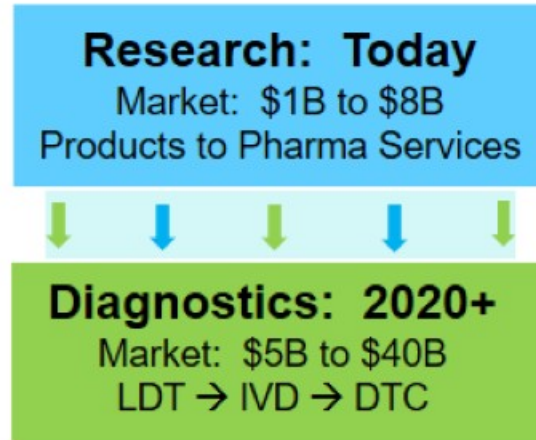 Research: Today
Market: $1B to $8B
Products to Pharma Services
Diagnostics: 2020+
Market: $5B to $40B
LDT → IVD → DTC